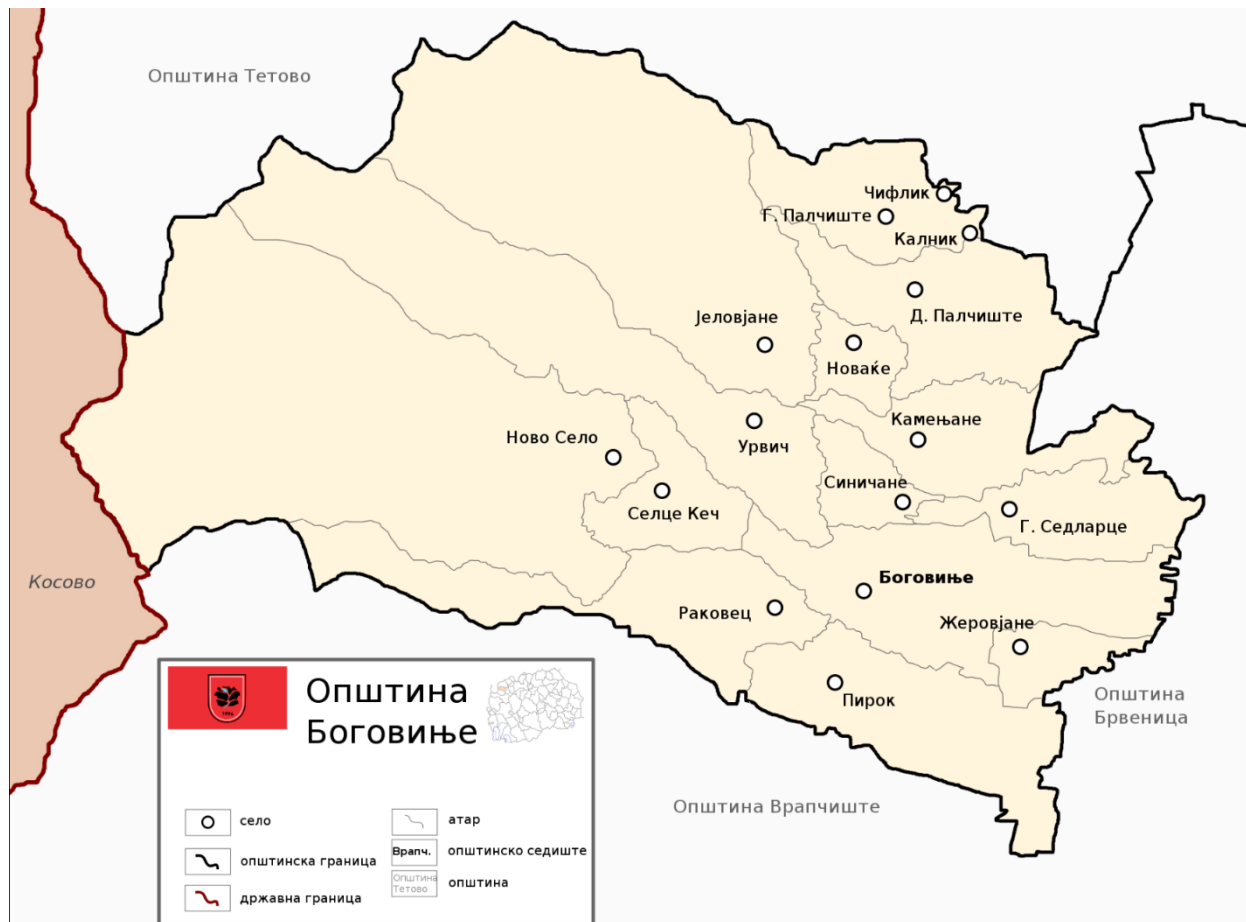 Општина Тетово
Чифлик
Г. Палчиште
Калник
Д. Палчиште
Јеловјане
Новаќе
Камењане
Ново Село
Урвич
Синичане
Селце Кеч
Г. Седларце
Косово
Боговиње
Раковец
Жеровјане
Пирок
Општина
Брвеница
Општина Врапчиште
Општина
Боговиње
село
општинска граница
државна граница
атар
Врапч.
општинско седиште
Општина
Тетово
општина